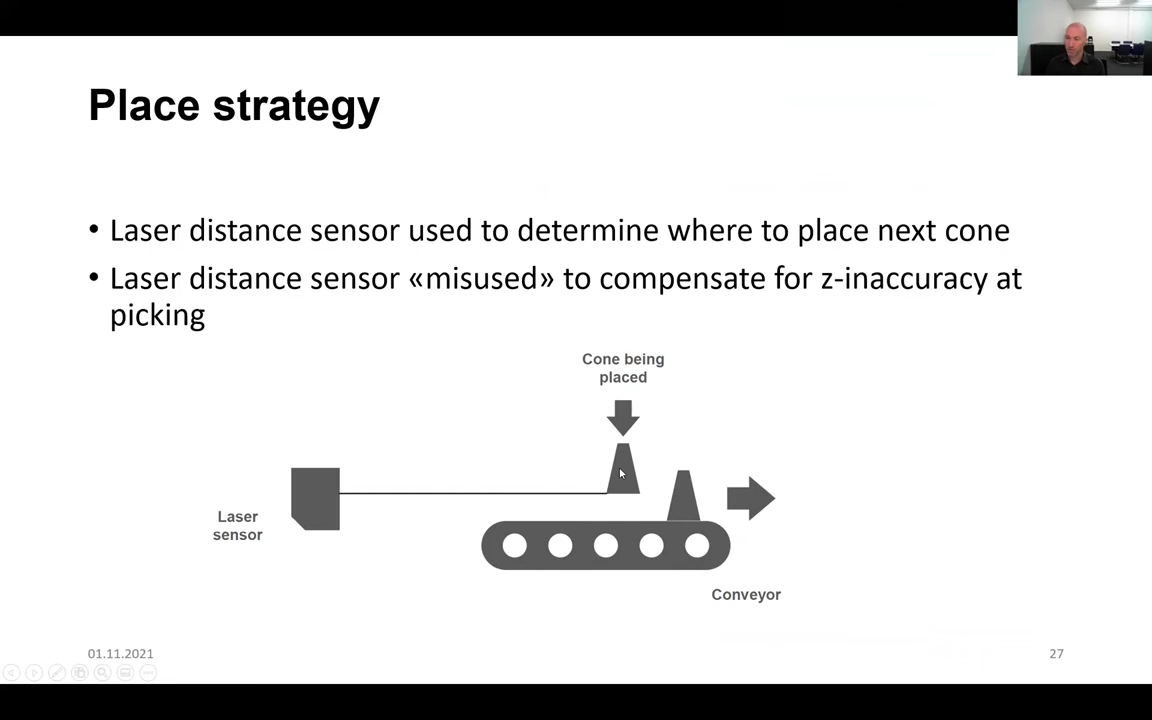 Place strategy
• Laser distance sensor used to determine where to place next cone
• Laser distance sensor «misused» to compensate for z-inaccuracy at
picking
Cone being
placed
Laser
sensor
Conveyor
01.11.2021
27